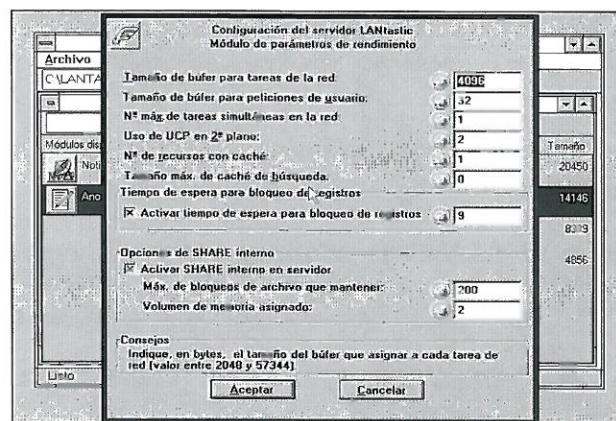 Configuración del servidor LANtastic
Módulo de parámetros de rendimiento
Archivo
C:\LANTA
Tamaño de búfer para tareas de la red: 4096
Tamaño de búfer para peticiones de usuario: 32
Nº máx. de tareas simultáneas en la red: 1
Uso de UCP en 2º plano: 2
Nº de recursos con caché: 1
Tamaño máx. de caché de búsqueda. 0
Módulos dis
Tamaño
Noti
20450
Ano
14146
4856
Tiempo de espera para bloqueo de registros
Activar tiempo de espera para bloqueo de registros 9
Opciones de SHARE interno
Activar SHARE interno en servidor
Máx. de bloqueos de archivo que mantener: 200
Volumen de memoria asignado: 2
Consejos
Indique, en bytes, el tamaño del búfer que asignar a cada tarea de
red (valor entre 2048 y 57344)
Listo
Aceptar Cancelar